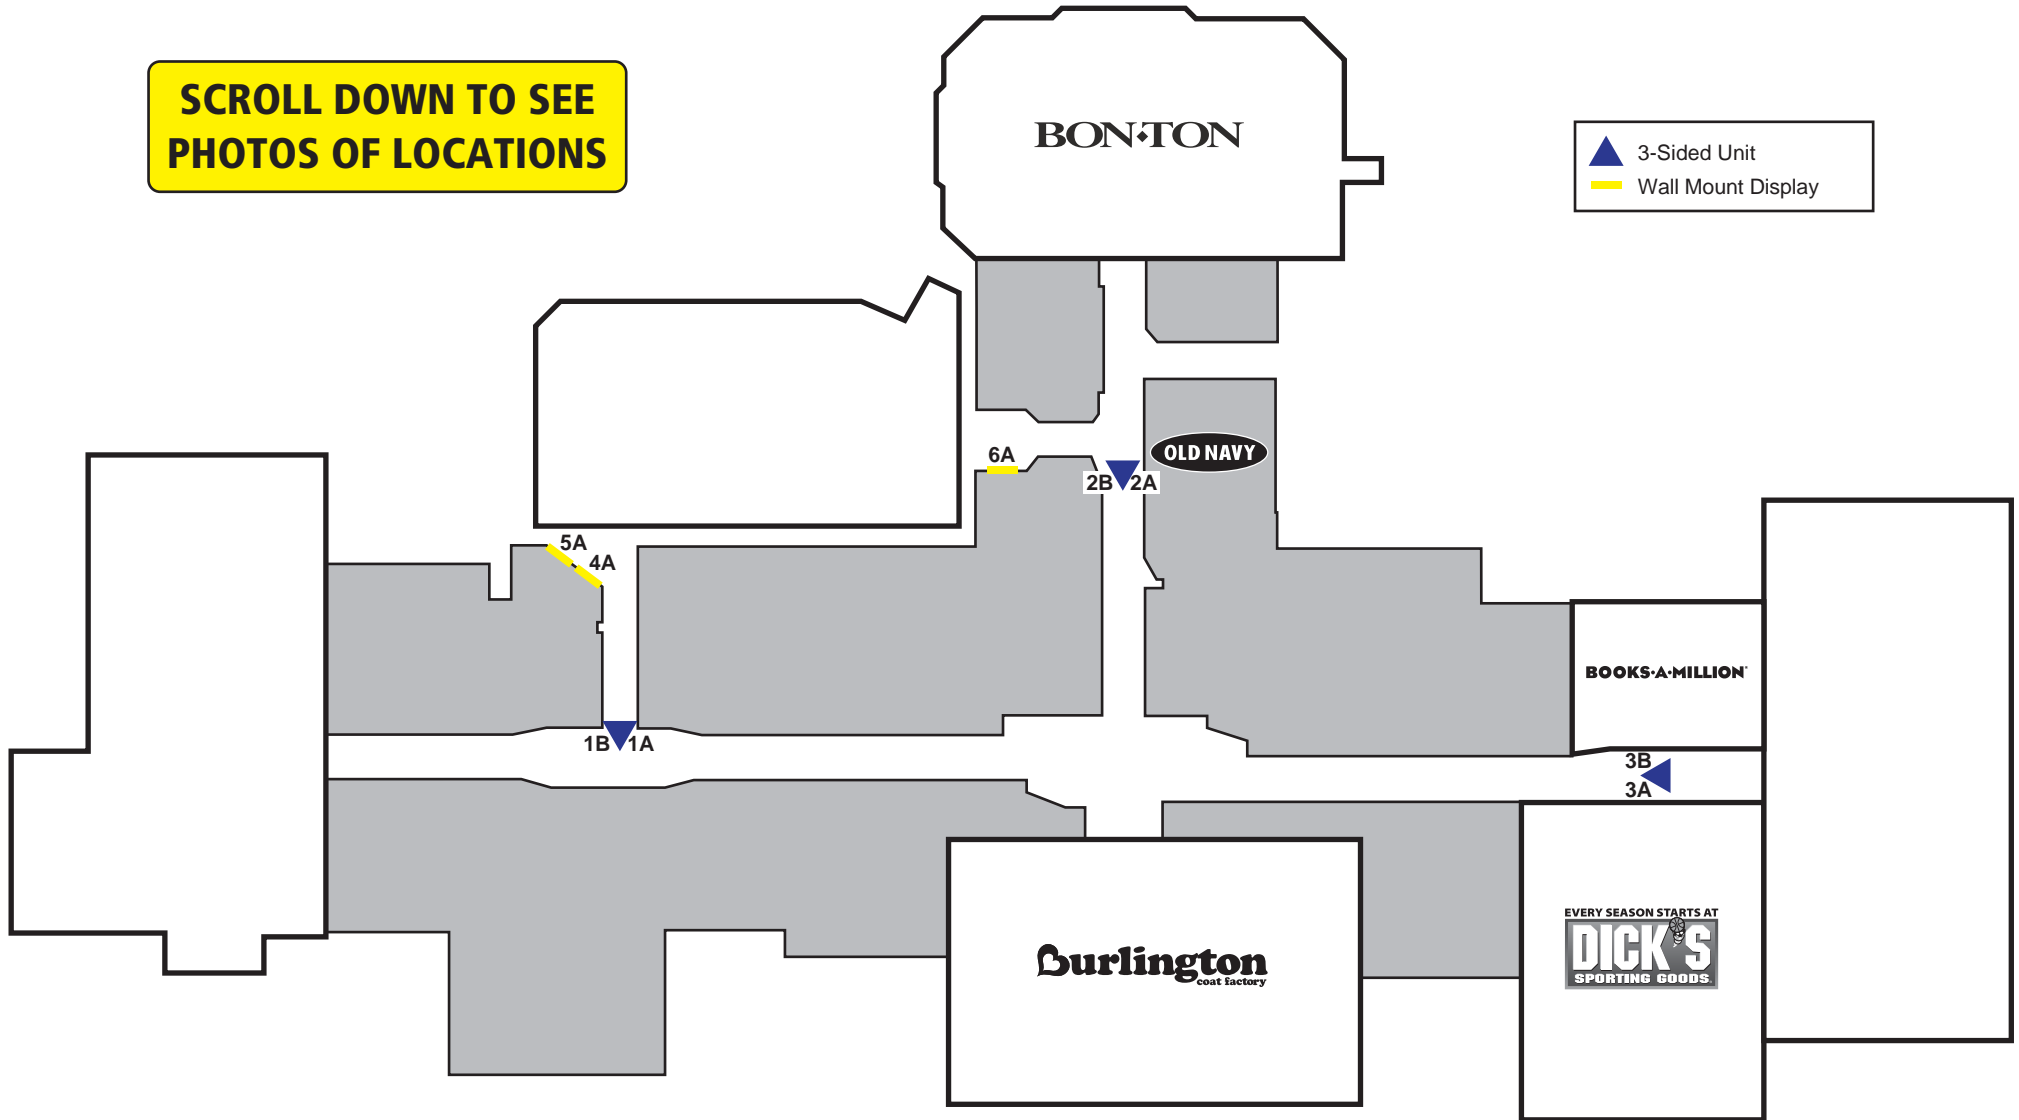 SCROLL DOWN TO SEE
PHOTOS OF LOCATIONS
BON•TON
3-Sided Unit
Wall Mount Display
OLD NAVY
6A
2B 2A
5A
4A
BOOKS•A•MILLION
1B 1A
3B
3A
EVERY SEASON STARTS AT
DICK'S
SPORTING GOODS
Burlington
coat factory